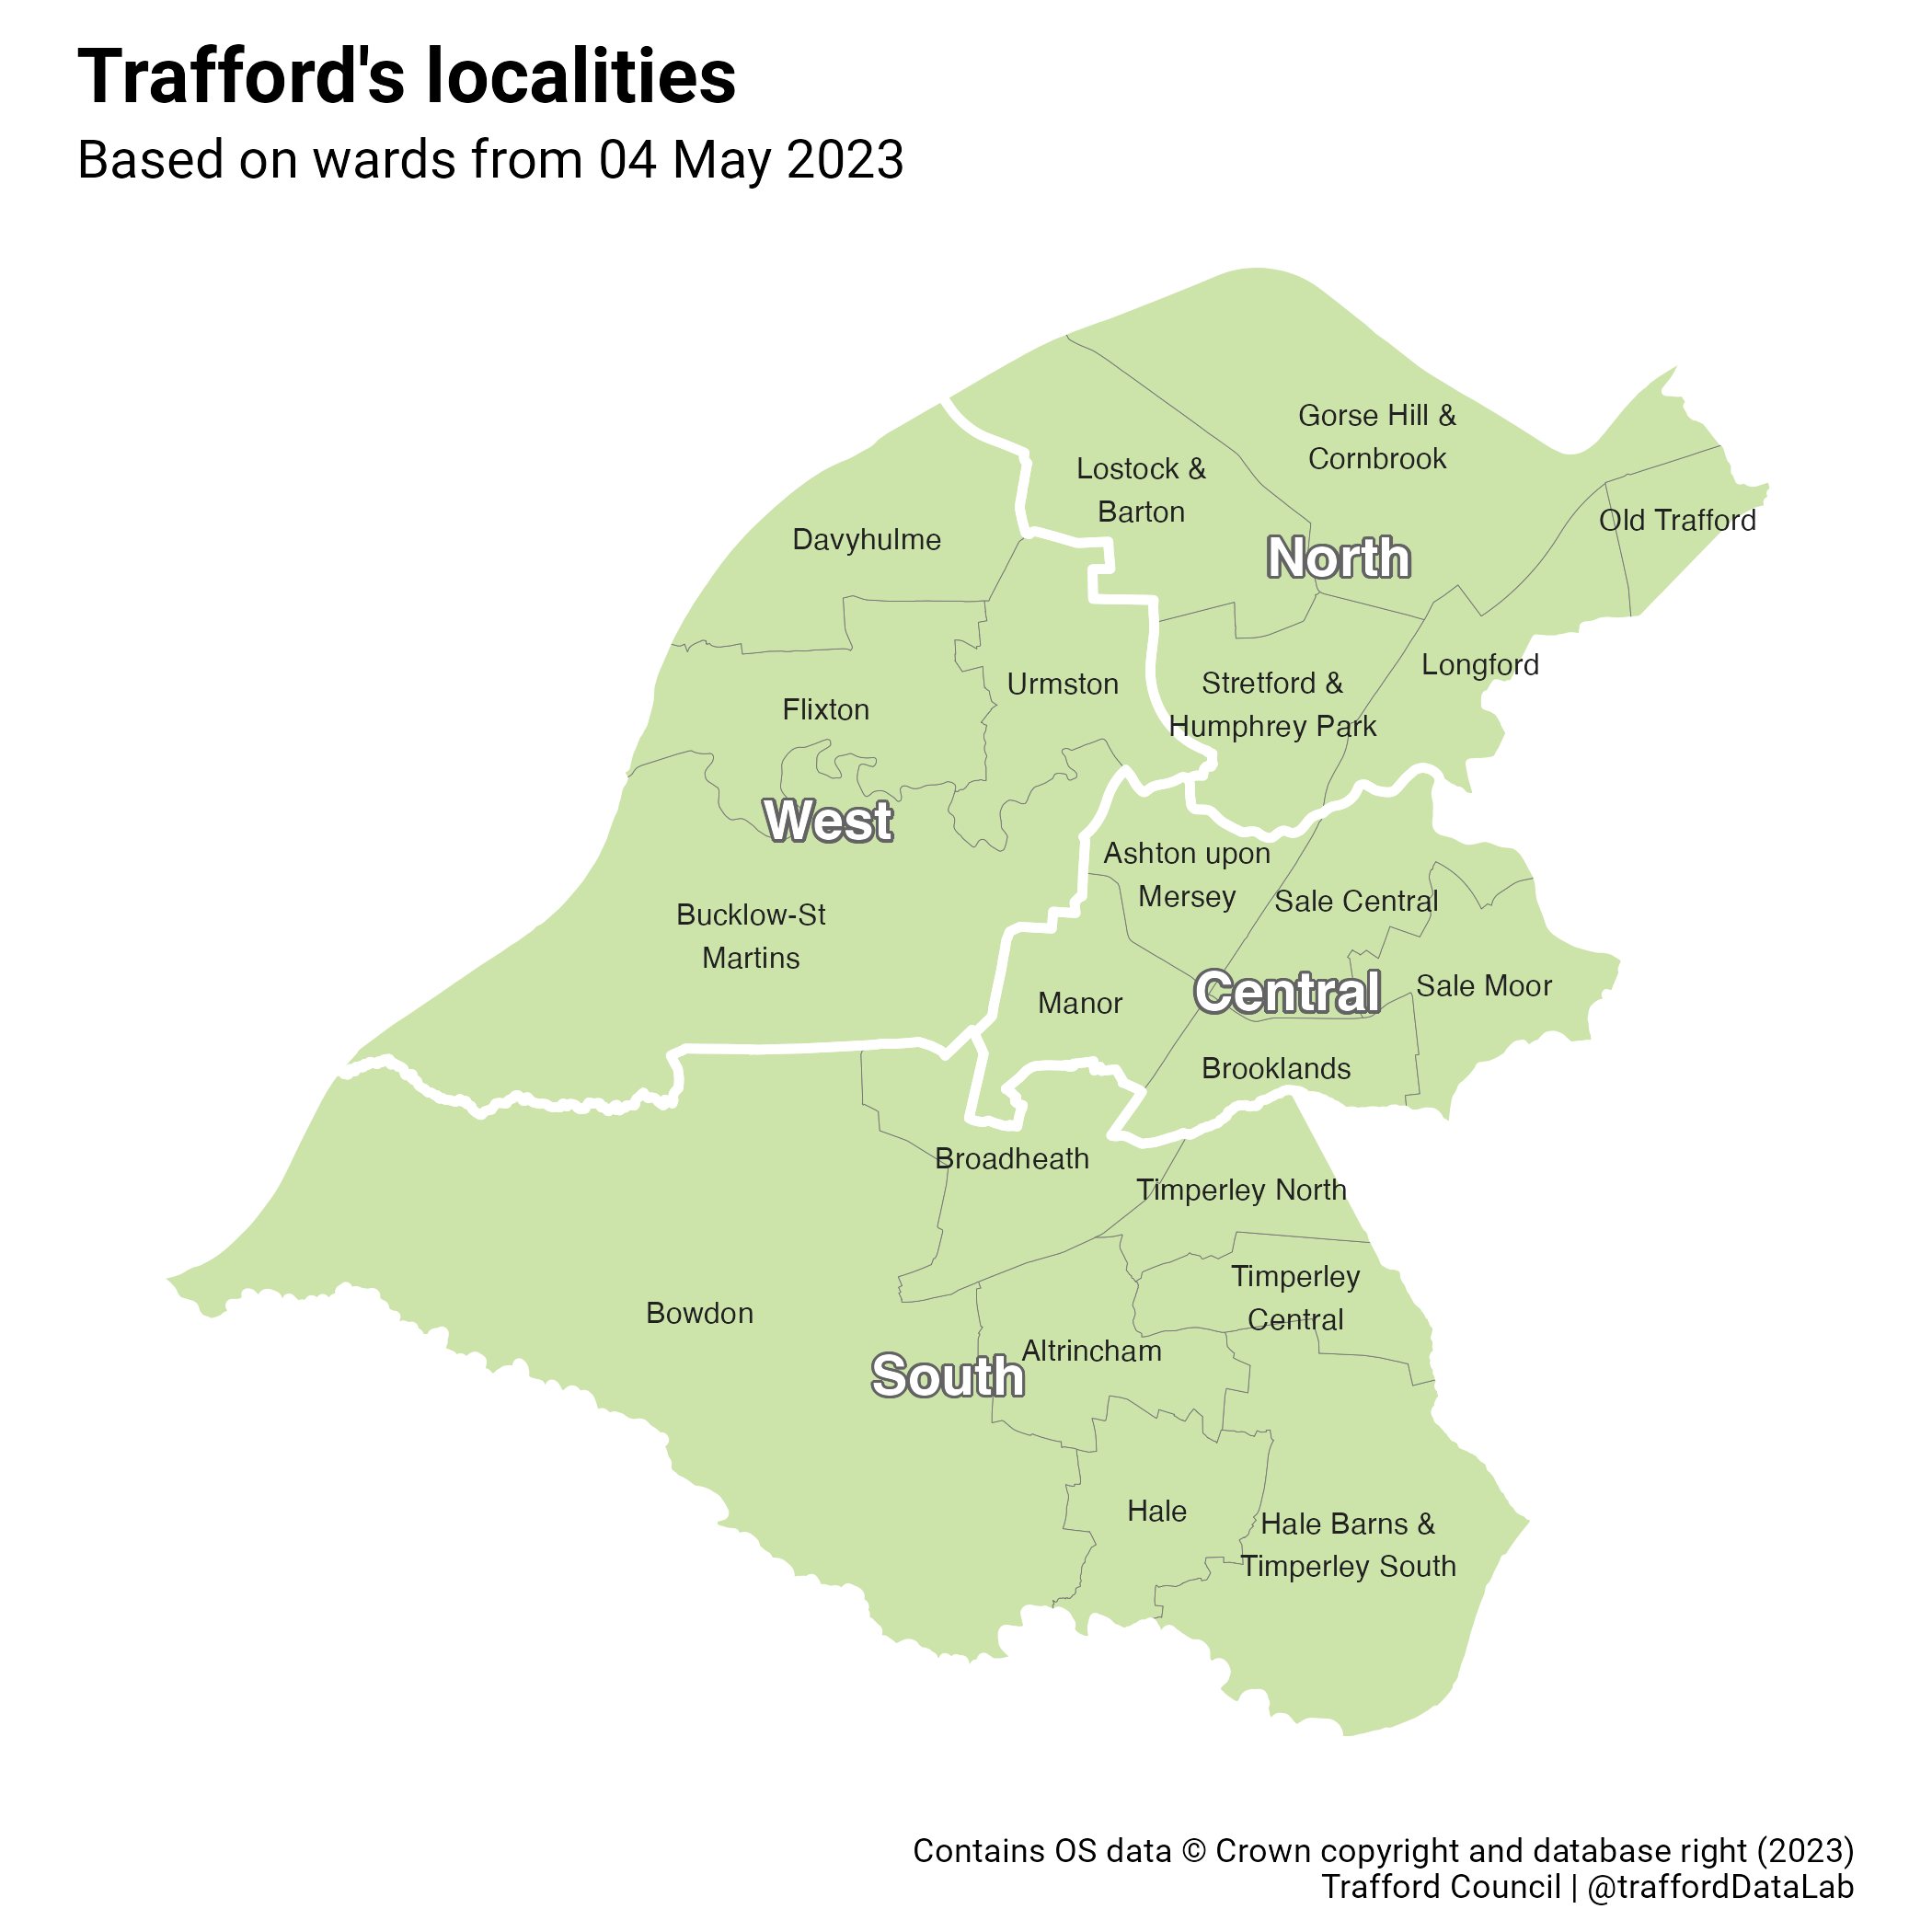 Trafford's localities
Based on wards from 04 May 2023
Gorse Hill &
Cornbrook
Lostock &
Barton
Old Trafford
Davyhulme
North
Longford
Urmston
Stretford &
Humphrey Park
Flixton
West
Ashton upon
Mersey
Sale Central
Bucklow-St
Martins
Manor
Central
Sale Moor
Brooklands
Broadheath
Timperley North
Timperley
Central
Bowdon
Altrincham
South
Hale
Hale Barns &
Timperley South
Contains OS data © Crown copyright and database right (2023)
Trafford Council | @traffordDataLab